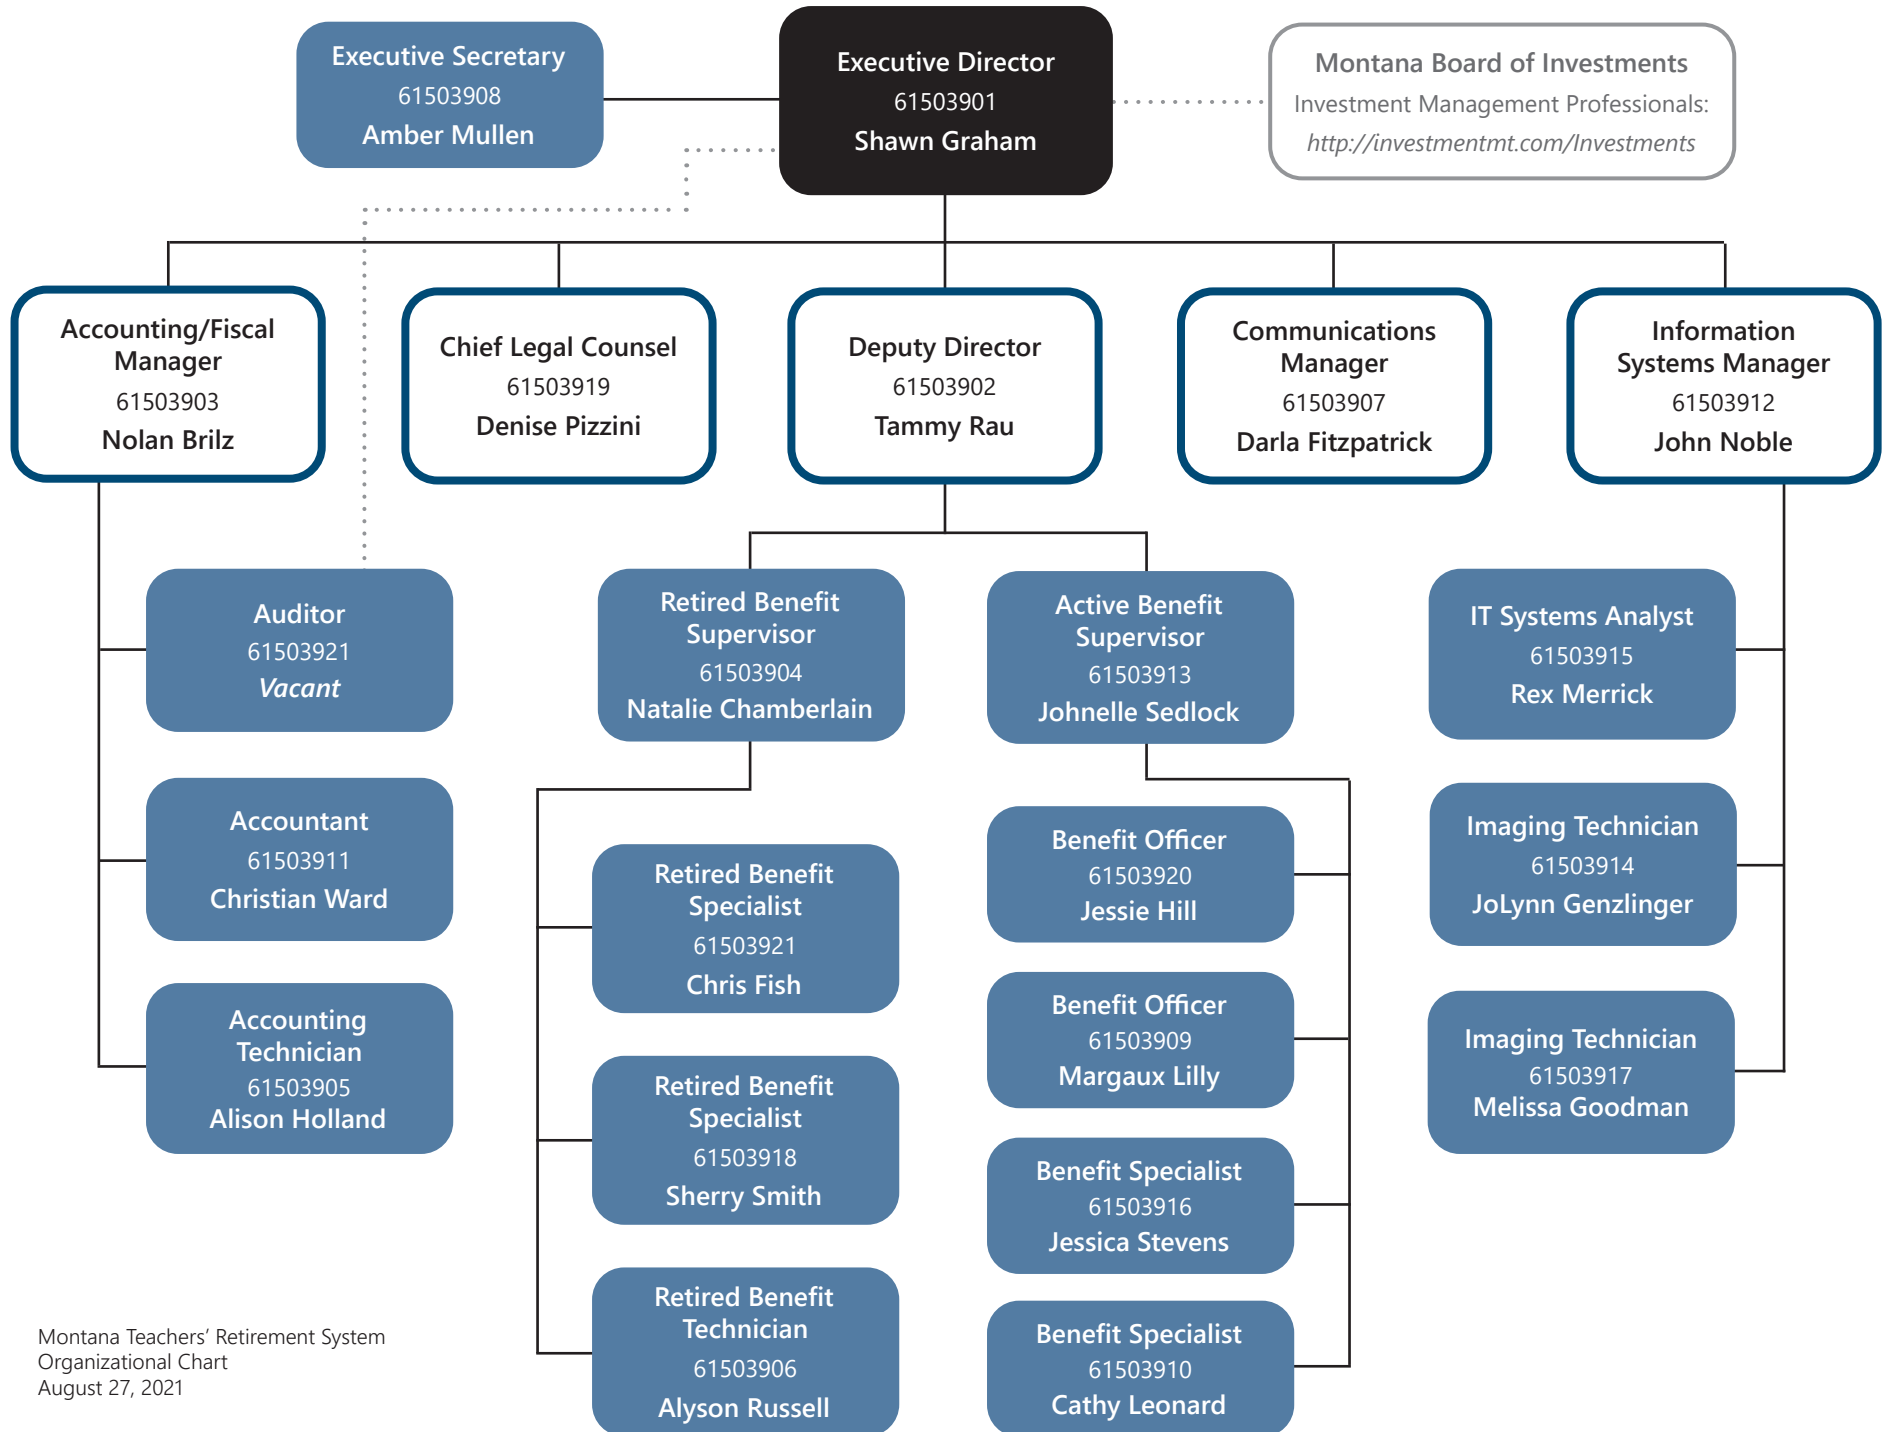 Executive Secretary
61503908
Amber Mullen
Executive Director
61503901
Shawn Graham
Montana Board of Investments
Investment Management Professionals:
http://investmentmt.com/Investments
Accounting/Fiscal
Manager
61503903
Nolan Brilz
Chief Legal Counsel
61503919
Denise Pizzini
Deputy Director
61503902
Tammy Rau
Communications
Manager
61503907
Darla Fitzpatrick
Information
Systems Manager
61503912
John Noble
Auditor
61503921
Vacant
Accountant
61503911
Christian Ward
Accounting
Technician
61503905
Alison Holland
Retired Benefit
Supervisor
61503904
Natalie Chamberlain
Retired Benefit
Specialist
61503921
Chris Fish
Retired Benefit
Specialist
61503918
Sherry Smith
Retired Benefit
Technician
61503906
Alyson Russell
Active Benefit
Supervisor
61503913
Johnelle Sedlock
Benefit Officer
61503920
Jessie Hill
Benefit Officer
61503909
Margaux Lilly
Benefit Specialist
61503916
Jessica Stevens
Benefit Specialist
61503910
Cathy Leonard
IT Systems Analyst
61503915
Rex Merrick
Imaging Technician
61503914
JoLynn Genzlinger
Imaging Technician
61503917
Melissa Goodman
Montana Teachers’ Retirement System
Organizational Chart
August 27, 2021